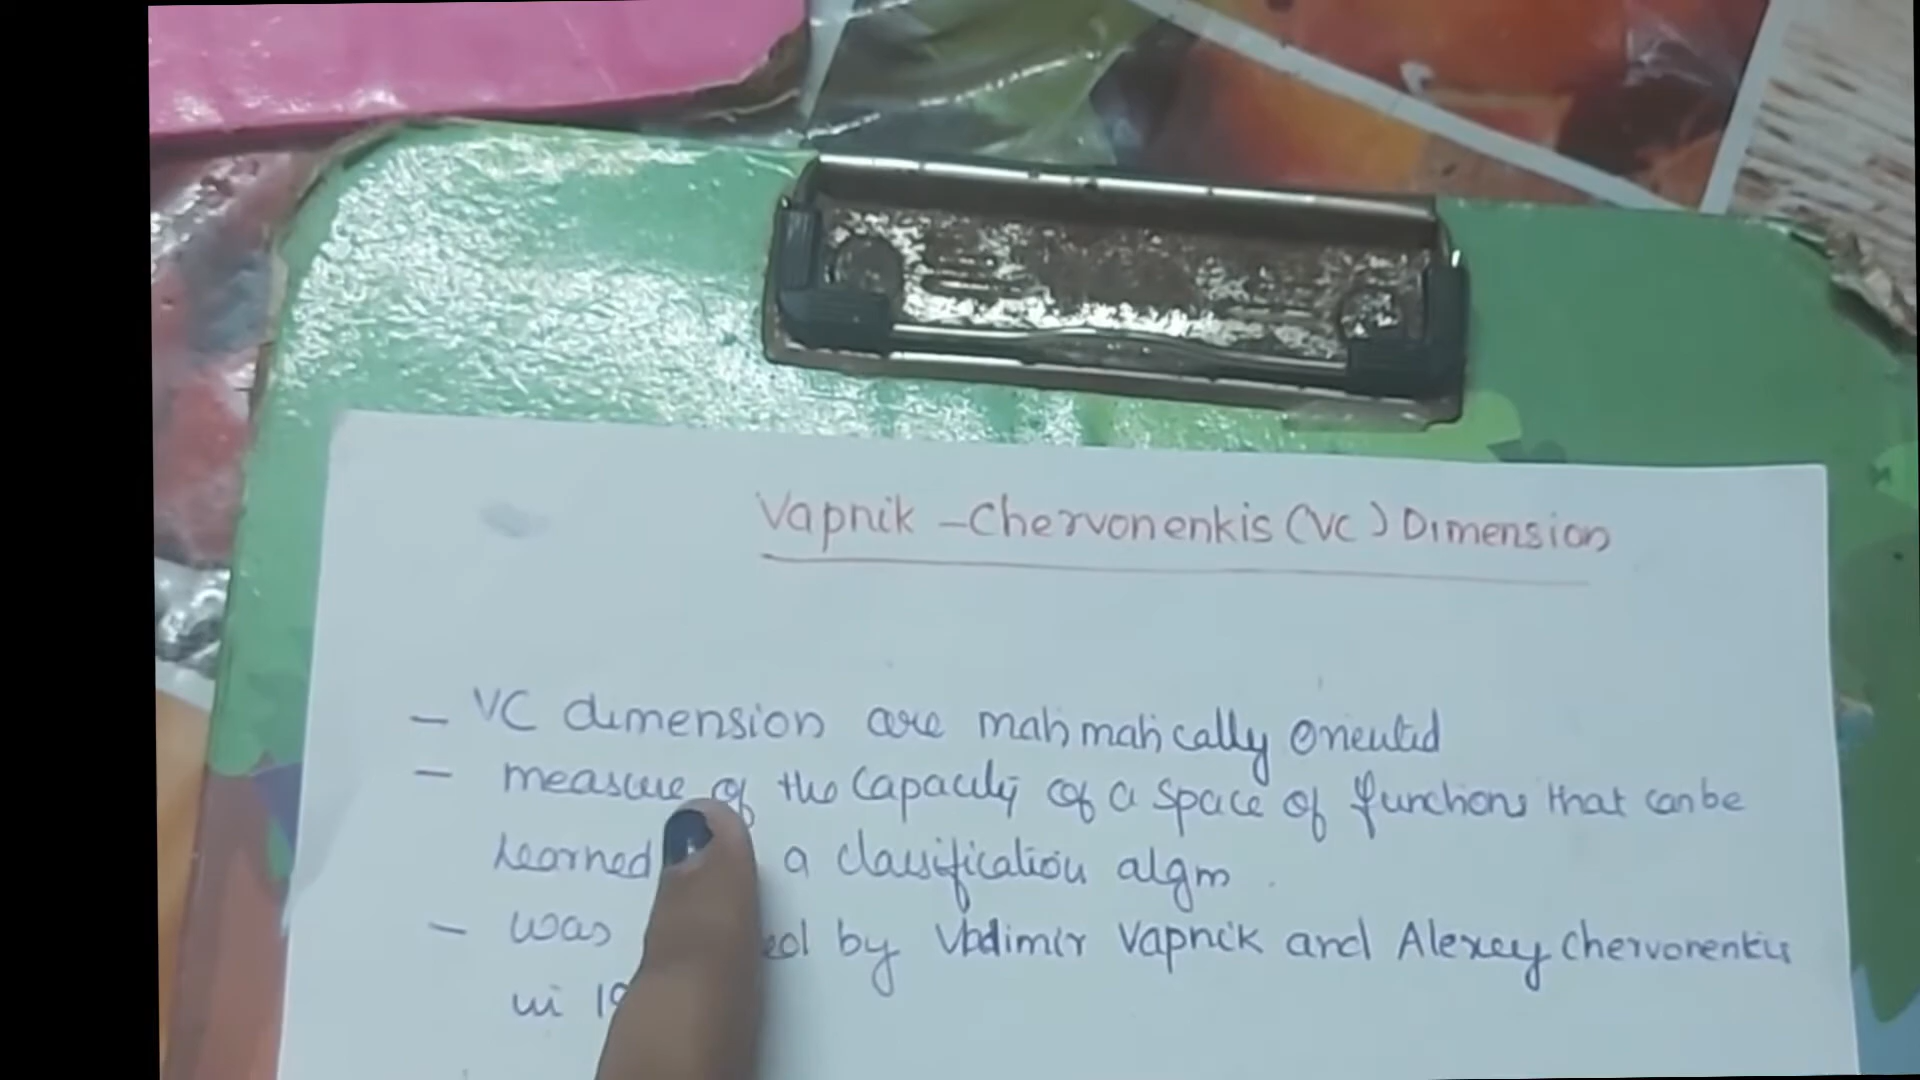 Vapnik - Chervonenkis (VC) Dimension
- VC dimension are mathmatically oriented
- measure of the capacity of a space of functions that can be
learned a classification algm.
- was by Vladimir Vapnik and Alexey Chervonenkis
in 19